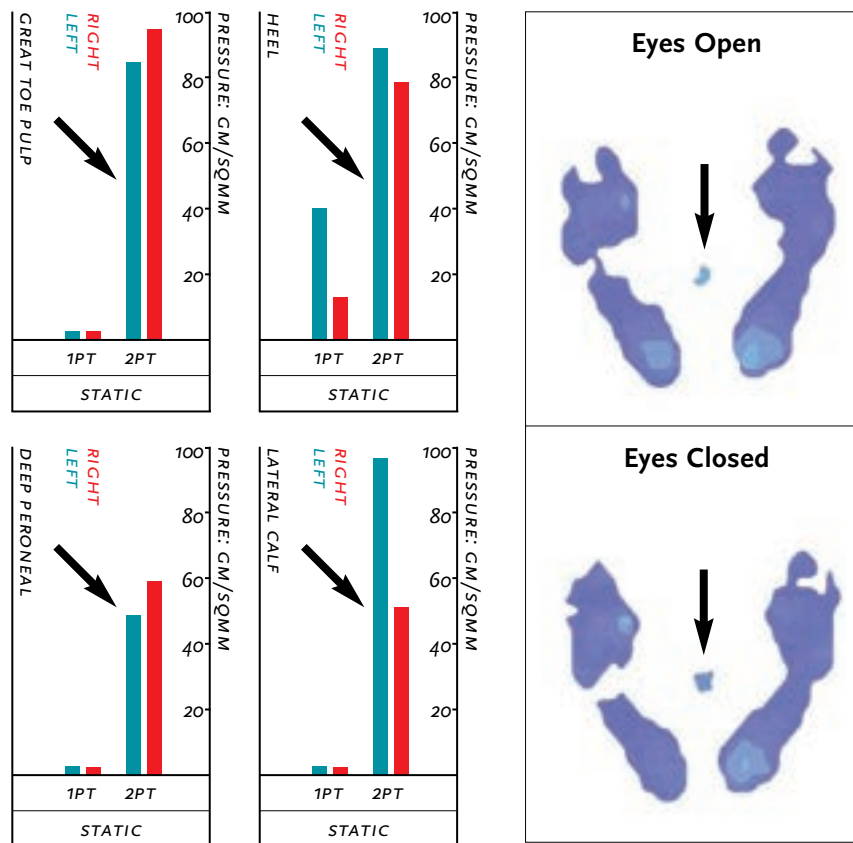 GREAT TOE PULP
LEFT
RIGHT
PRESSURE: GM/SQMM
100
80
60
40
20
1PT 2PT
STATIC
HEEL
LEFT
RIGHT
PRESSURE: GM/SQMM
100
80
60
40
20
1PT 2PT
STATIC
Eyes Open
DEEP PERONEAL
LEFT
RIGHT
PRESSURE: GM/SQMM
100
80
60
40
20
1PT 2PT
STATIC
LATERAL CALF
LEFT
RIGHT
PRESSURE: GM/SQMM
100
80
60
40
20
1PT 2PT
STATIC
Eyes Closed